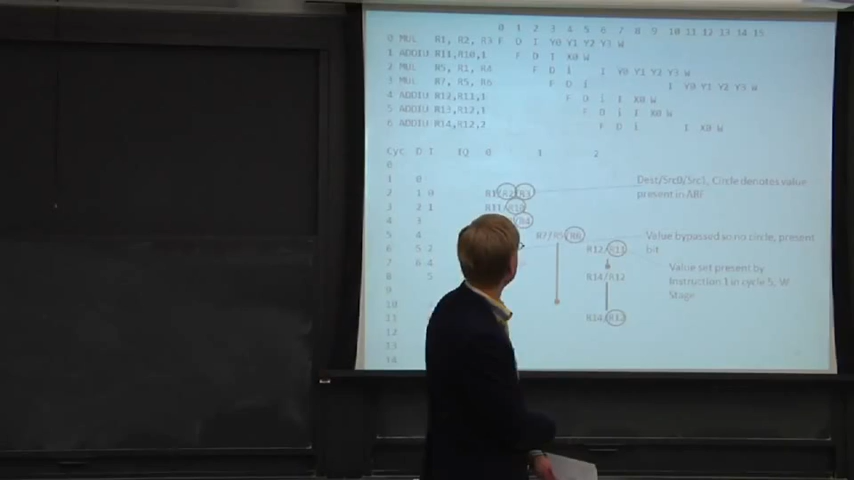 0 1 2 3 4 5 6 7 8 9 10 11 12 13 14 15
0 MUL R1, R2, R3 F D I Y0 Y1 Y2 Y3 W
1 ADDIU R11,R10,1 F D I X0 W
2 MUL R5, R1, R4 F D i I Y0 Y1 Y2 Y3 W
3 MUL R7, R5, R6 F D i I Y0 Y1 Y2 Y3 W
4 ADDIU R12,R11,1 F D i I X0 W
5 ADDIU R13,R12,1 F D i I X0 W
6 ADDIU R14,R12,2 F D i I X0 W
Cyc D I IQ 0 1 2
0
1 0
2 1 0 R1/R2/R3
3 2 1 R11/R10
4 3 R4
5 4 R7/R5/R6
6 5 2 R12/R11
7 6 4 R14/R12
8 5
9
10 R14/
11
12
13
14
Dest/Src0/Src1, Circle denotes value
present in ARF
Value bypassed so no circle, present
bit
Value set present by
Instruction 1 in cycle 5, W
Stage